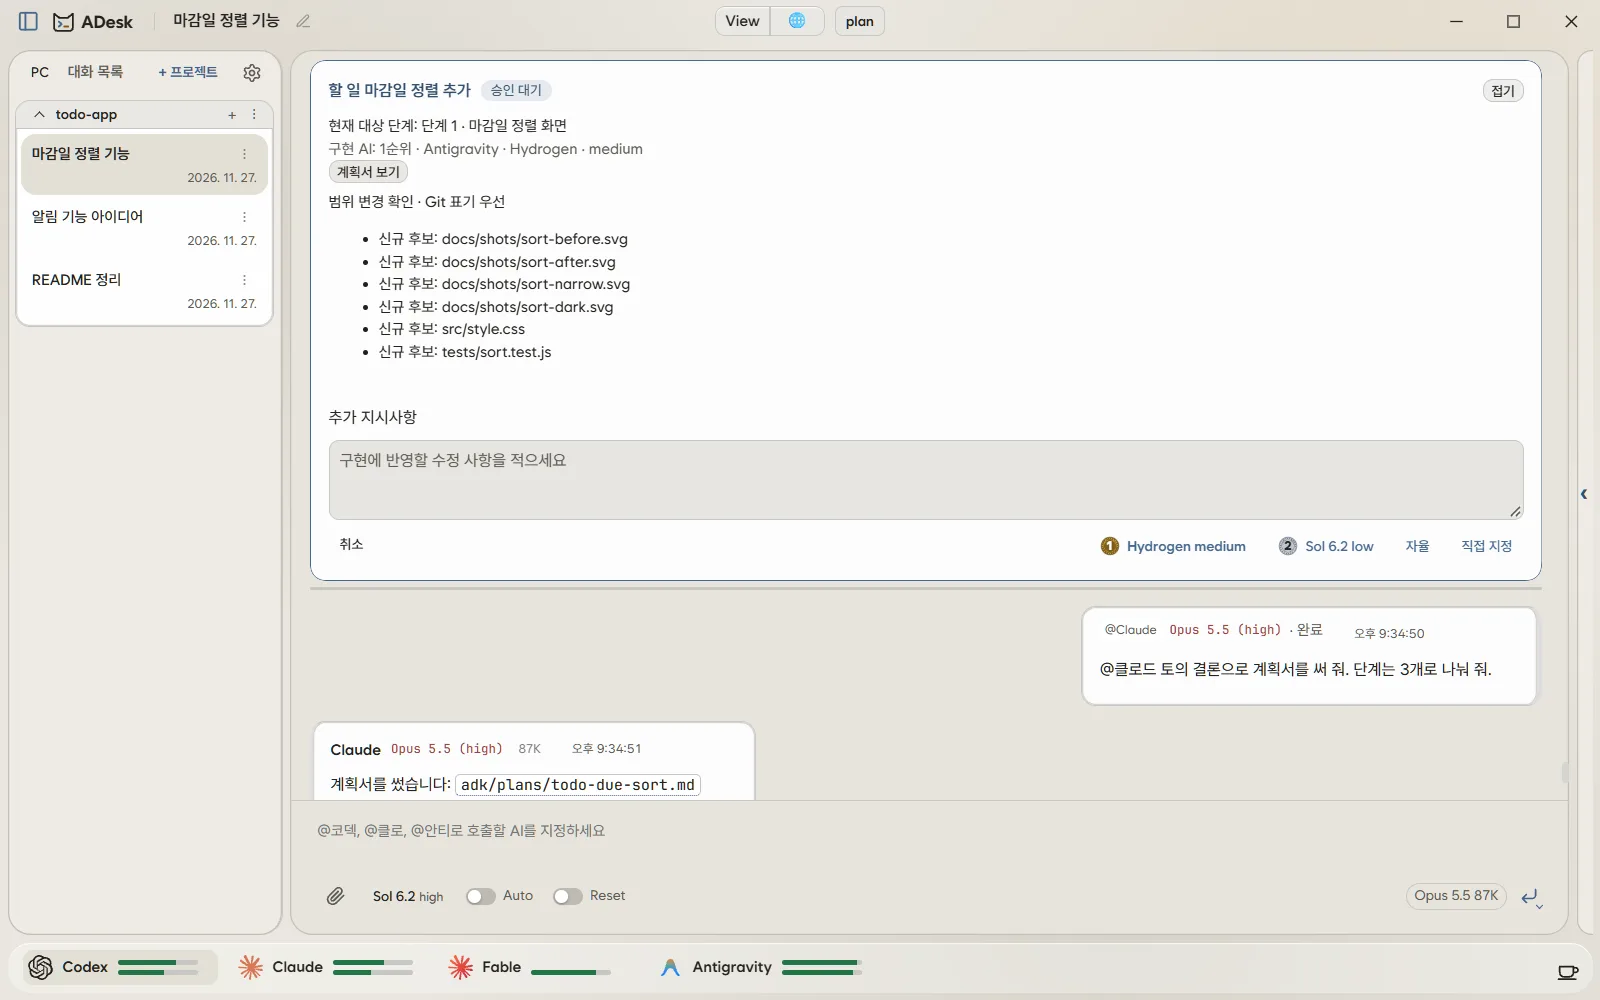 ADesk
마감일 정렬 기능
View
plan
PC 대화 목록 + 프로젝트
todo-app
마감일 정렬 기능
2026. 11. 27.
알림 기능 아이디어
2026. 11. 27.
README 정리
2026. 11. 27.
할 일 마감일 정렬 추가 승인 대기 접기
현재 대상 단계: 단계 1 · 마감일 정렬 화면
구현 AI: 1순위 · Antigravity · Hydrogen · medium
계획서 보기
범위 변경 확인 · Git 표기 우선
• 신규 후보: docs/shots/sort-before.svg
• 신규 후보: docs/shots/sort-after.svg
• 신규 후보: docs/shots/sort-narrow.svg
• 신규 후보: docs/shots/sort-dark.svg
• 신규 후보: src/style.css
• 신규 후보: tests/sort.test.js
추가 지시사항
구현에 반영할 수정 사항을 적으세요
취소 1 Hydrogen medium 2 Sol 6.2 low 자율 직접 지정
@Claude Opus 5.5 (high) · 완료 오후 9:34:50
@클로드 토의 결론으로 계획서를 써 줘. 단계는 3개로 나눠 줘.
Claude Opus 5.5 (high) 87K 오후 9:34:51
계획서를 썼습니다: adk/plans/todo-due-sort.md
@코덱, @클로, @안티로 호출할 AI를 지정하세요
Sol 6.2 high Auto Reset Opus 5.5 87K
Codex Claude Fable Antigravity